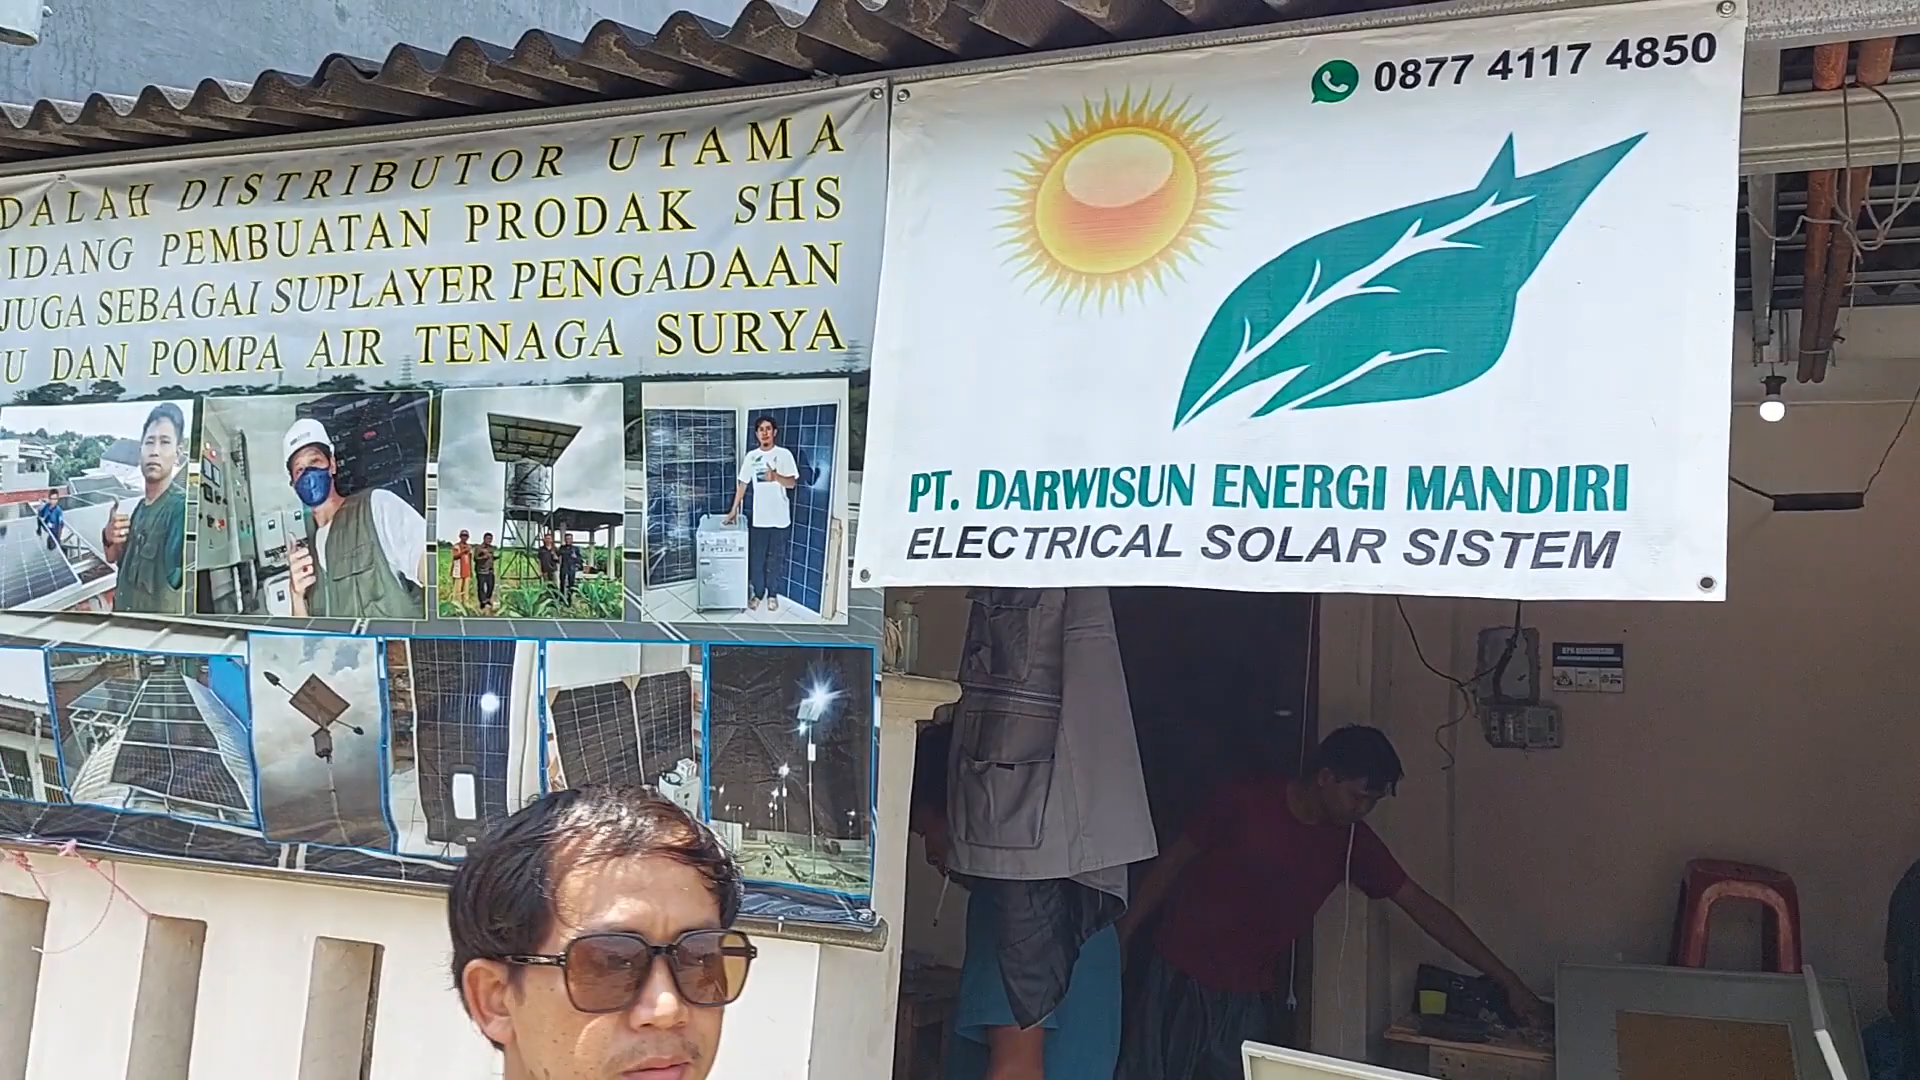 DALAH DISTRIBUTOR UTAMA
IDANG PEMBUATAN PRODAK SHS
JUGA SEBAGAI SUPLAYER PENGADAAN
U DAN POMPA AIR TENAGA SURYA
0877 4117 4850
PT. DARWISUN ENERGI MANDIRI
ELECTRICAL SOLAR SISTEM